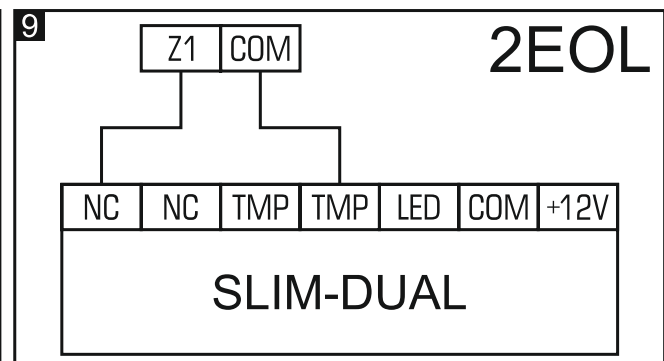 9
Z1 COM 2EOL
NC NC TMP TMP LED COM +12V
SLIM-DUAL